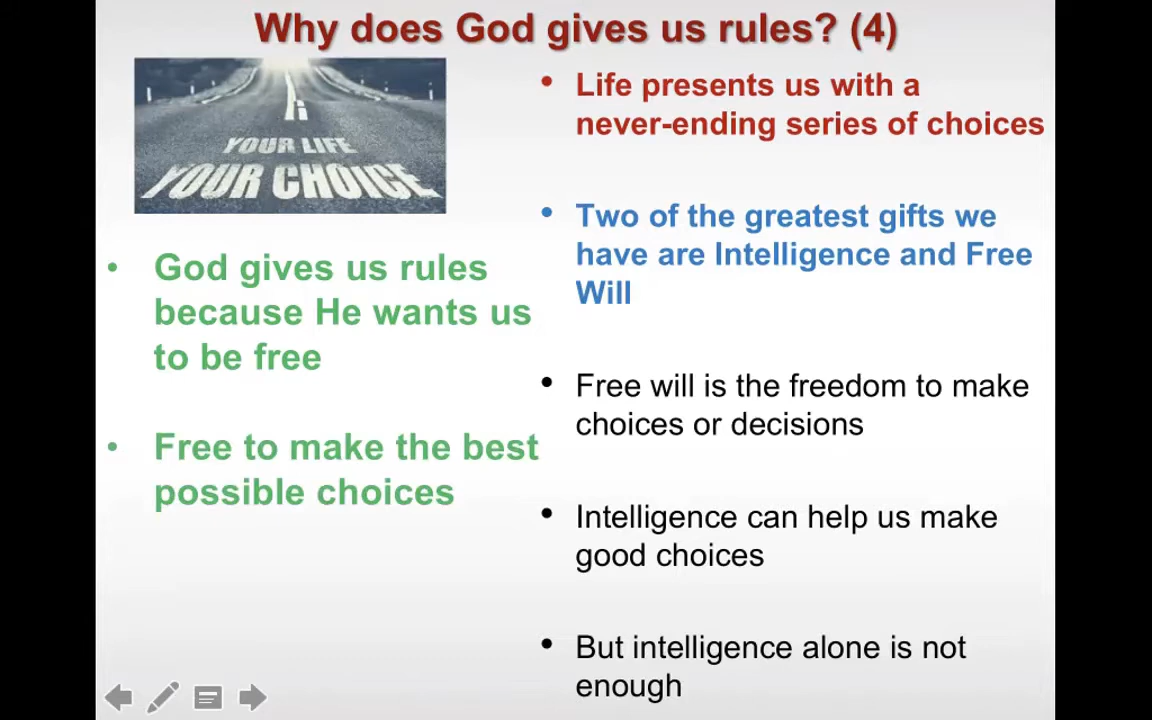 Why does God gives us rules? (4)
YOUR LIFE
YOUR CHOICE
• God gives us rules
because He wants us
to be free
• Free to make the best
possible choices
• Life presents us with a
never-ending series of choices
• Two of the greatest gifts we
have are Intelligence and Free
Will
• Free will is the freedom to make
choices or decisions
• Intelligence can help us make
good choices
• But intelligence alone is not
enough